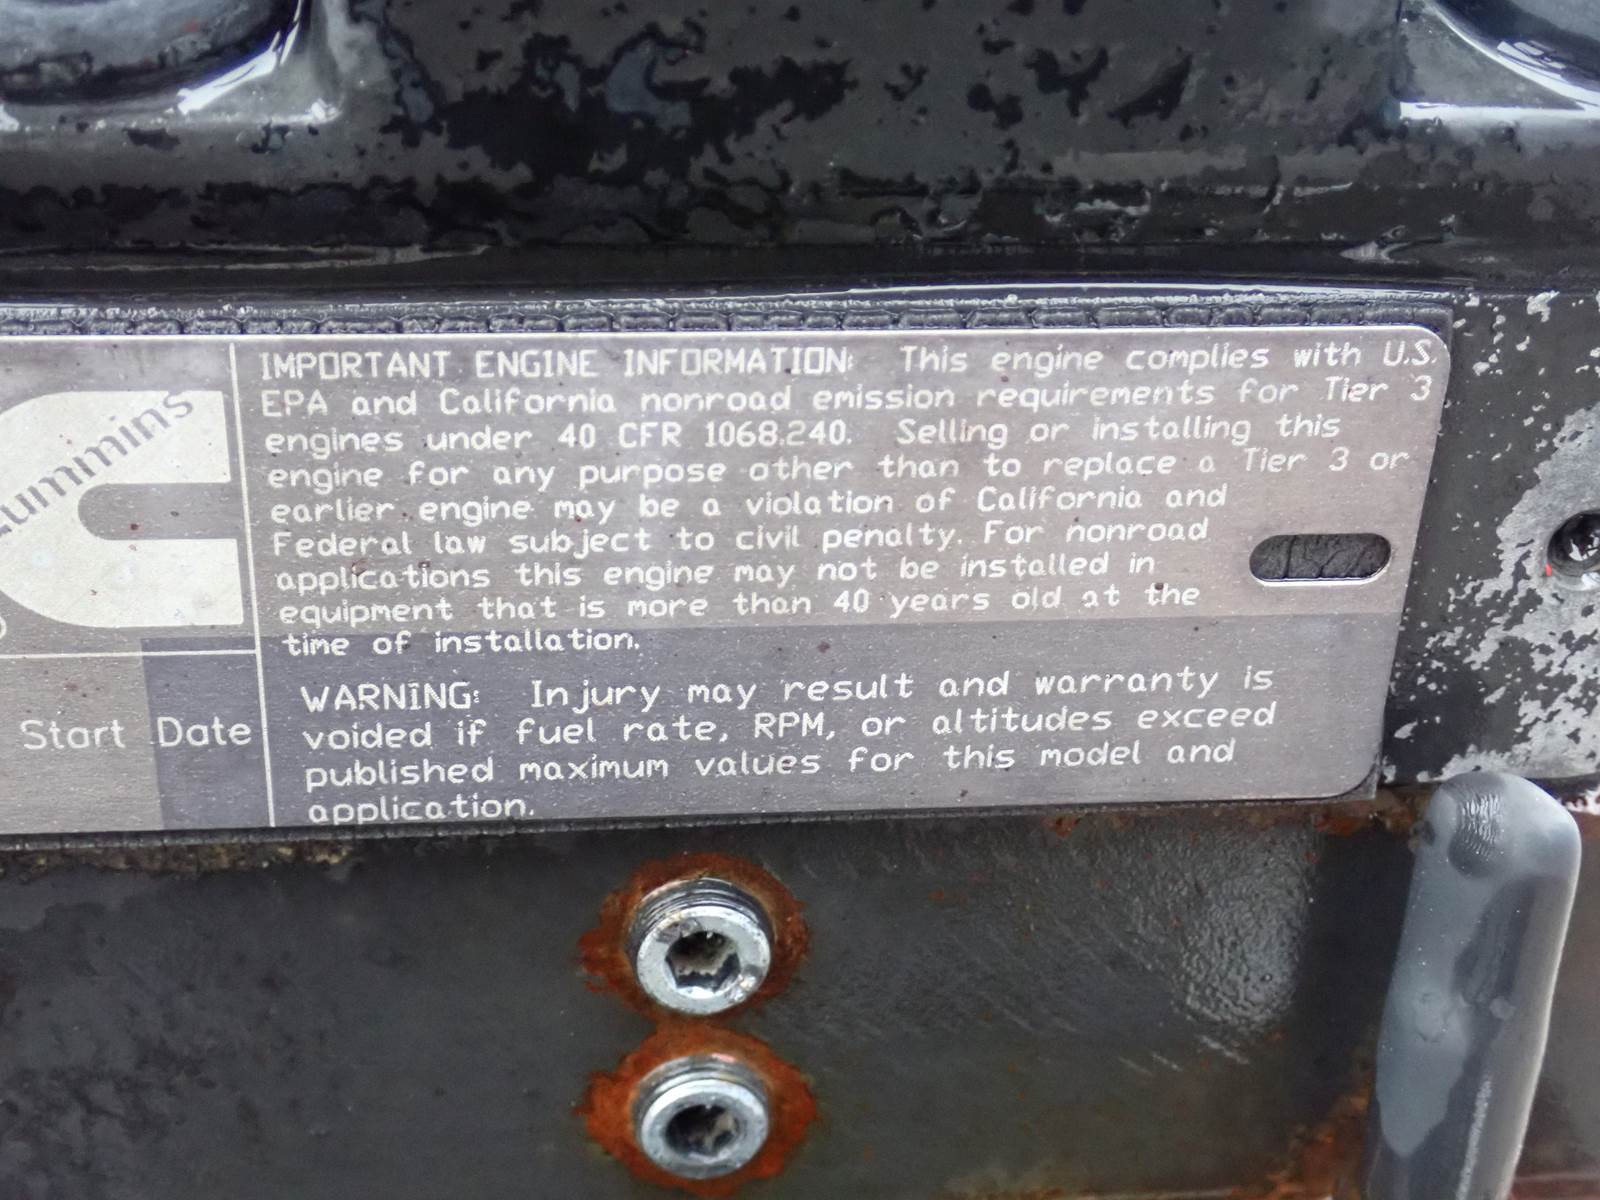 cummins
Start Date
IMPORTANT ENGINE INFORMATION: This engine complies with U.S.
EPA and California nonroad emission requirements for Tier 3
engines under 40 CFR 1068.240. Selling or installing this
engine for any purpose other than to replace a Tier 3 or
earlier engine may be a violation of California and
Federal law subject to civil penalty. For nonroad
applications this engine may not be installed in
equipment that is more than 40 years old at the
time of installation.
WARNING: Injury may result and warranty is
voided if fuel rate, RPM, or altitudes exceed
published maximum values for this model and
application.